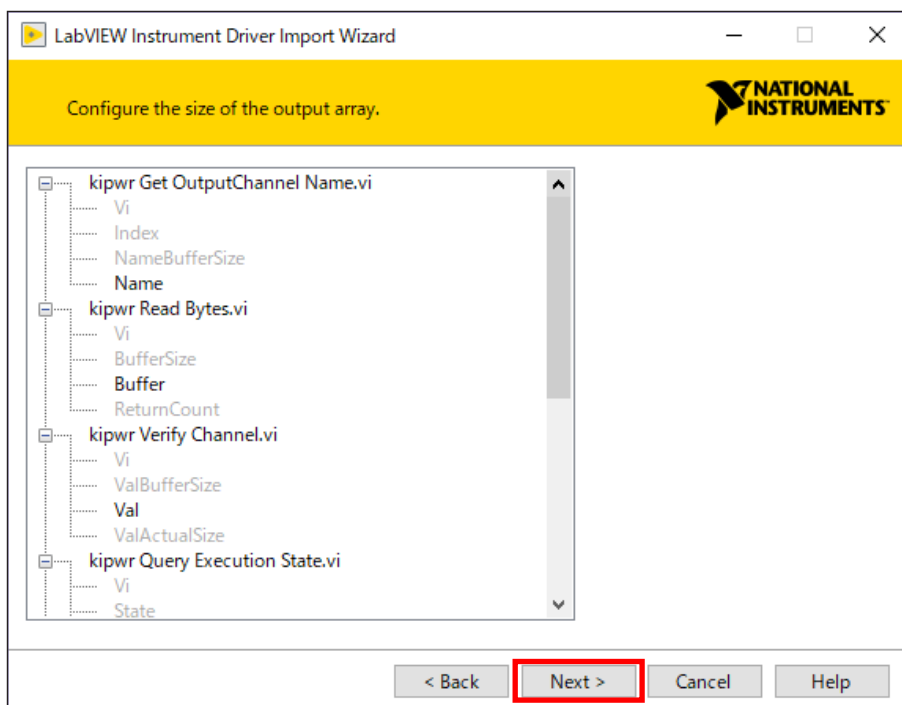 LabVIEW Instrument Driver Import Wizard
Configure the size of the output array.
NATIONAL
INSTRUMENTS
kipwr Get OutputChannel Name.vi
Vi
Index
NameBufferSize
Name
kipwr Read Bytes.vi
Vi
BufferSize
Buffer
ReturnCount
kipwr Verify Channel.vi
Vi
ValBufferSize
Val
ValActualSize
kipwr Query Execution State.vi
Vi
State
< Back Next > Cancel Help